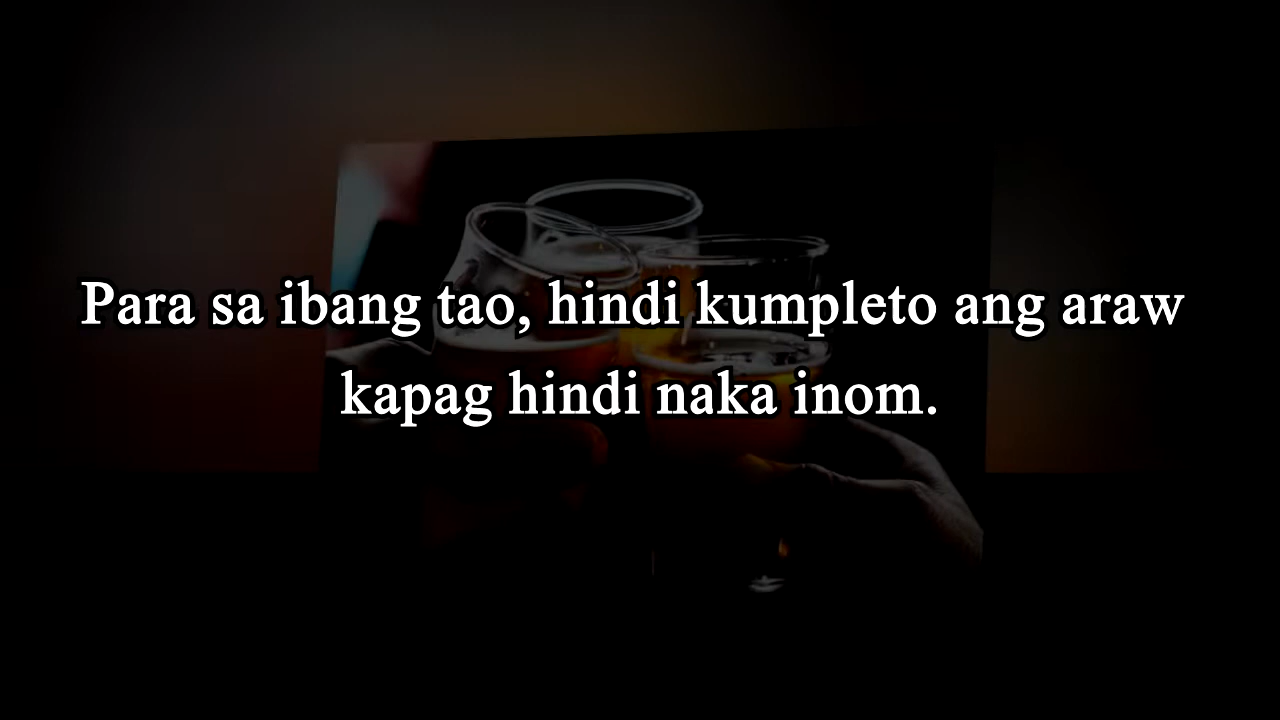 Para sa ibang tao, hindi kumpleto ang araw
kapag hindi naka inom.